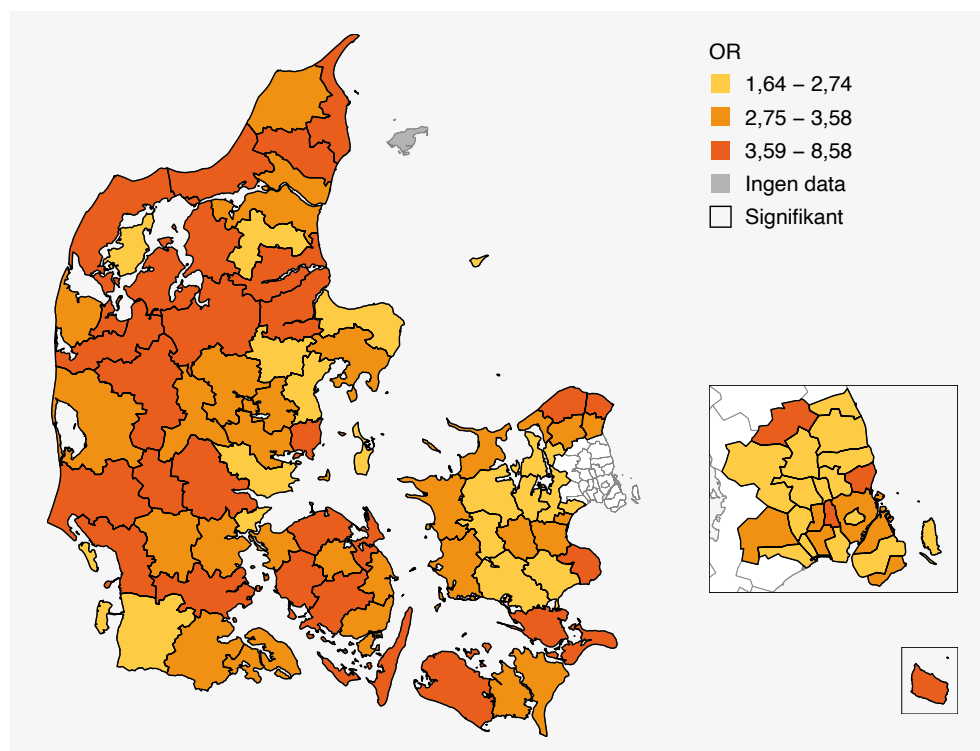 OR
1,64 – 2,74
2,75 – 3,58
3,59 – 8,58
Ingen data
Signifikant